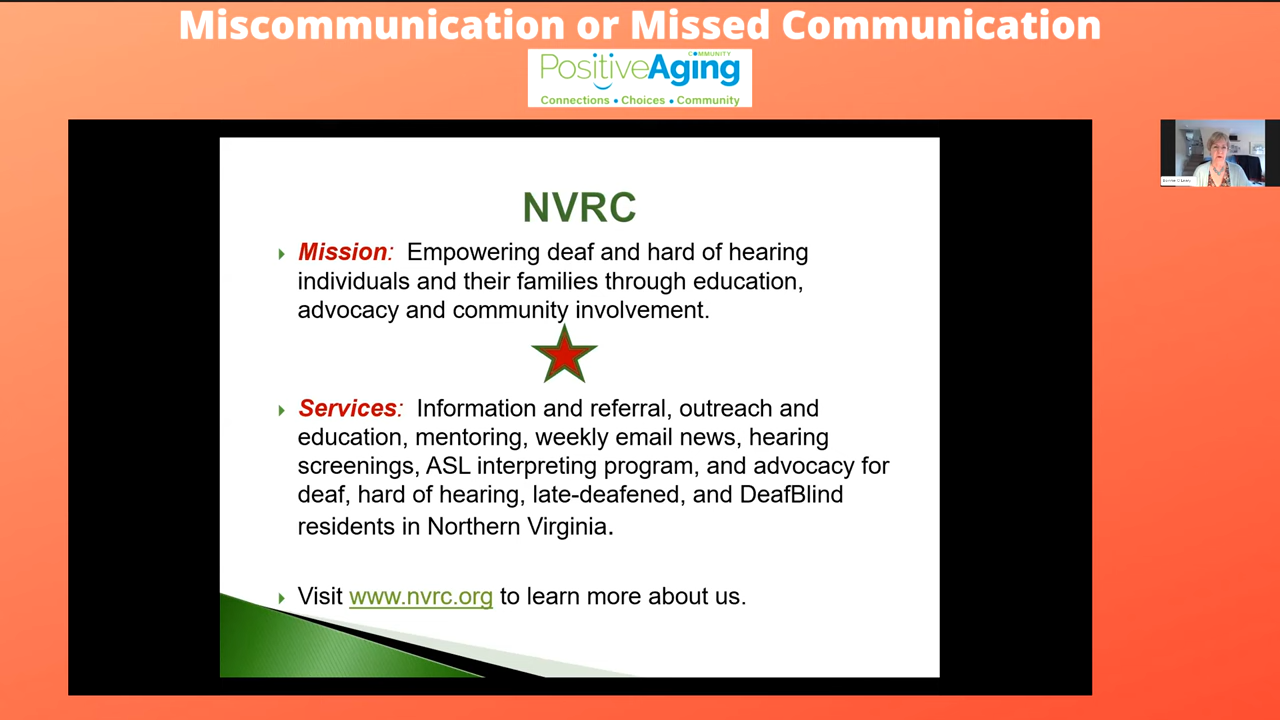 Miscommunication or Missed Communication
COMMUNITY
PositiveAging
Connections • Choices • Community
NVRC
Mission: Empowering deaf and hard of hearing
individuals and their families through education,
advocacy and community involvement.
Services: Information and referral, outreach and
education, mentoring, weekly email news, hearing
screenings, ASL interpreting program, and advocacy for
deaf, hard of hearing, late-deafened, and DeafBlind
residents in Northern Virginia.
Visit www.nvrc.org to learn more about us.